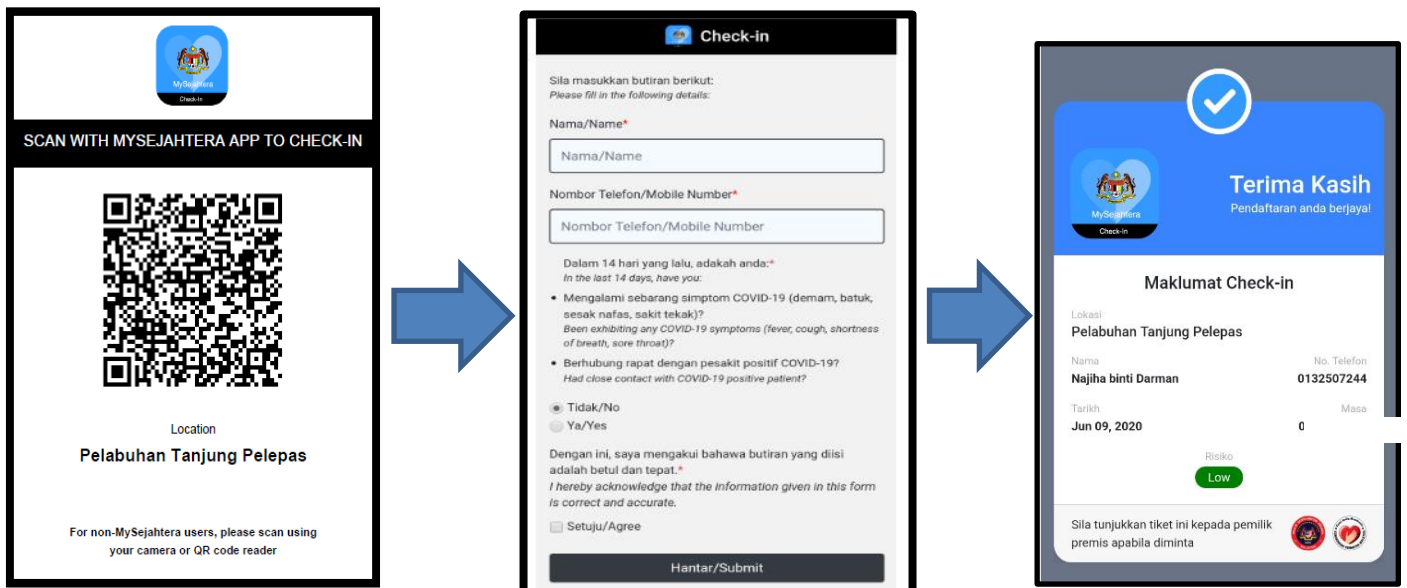 MySejahtera
Check-In
SCAN WITH MYSEJAHTERA APP TO CHECK-IN
Location
Pelabuhan Tanjung Pelepas
For non-MySejahtera users, please scan using
your camera or QR code reader
Check-in
Sila masukkan butiran berikut:
Please fill in the following details:
Nama/Name*
Nama/Name
Nombor Telefon/Mobile Number*
Nombor Telefon/Mobile Number
Dalam 14 hari yang lalu, adakah anda:*
In the last 14 days, have you:
• Mengalami sebarang simptom COVID-19 (demam, batuk,
sesak nafas, sakit tekak)?
Been exhibiting any COVID-19 symptoms (fever, cough, shortness
of breath, sore throat)?
• Berhubung rapat dengan pesakit positif COVID-19?
Had close contact with COVID-19 positive patient?
Tidak/No
Ya/Yes
Dengan ini, saya mengakui bahawa butiran yang diisi
adalah betul dan tepat.*
I hereby acknowledge that the information given in this form
is correct and accurate.
Setuju/Agree
Hantar/Submit
MySejahtera
Check-In
Terima Kasih
Pendaftaran anda berjaya!
Maklumat Check-in
Lokasi
Pelabuhan Tanjung Pelepas
Nama No. Telefon
Najiha binti Darman 0132507244
Tarikh Masa
Jun 09, 2020 0
Risiko
Low
Sila tunjukkan tiket ini kepada pemilik
premis apabila diminta